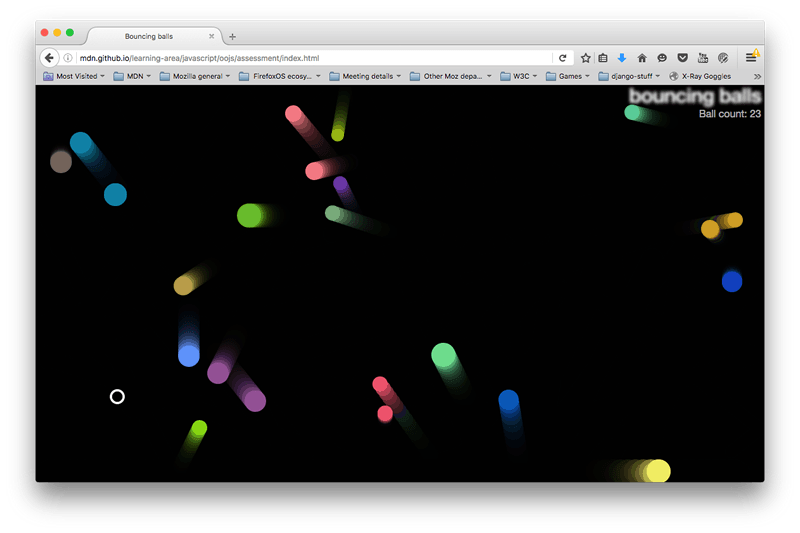 Bouncing balls
mdn.github.io/learning-area/javascript/oojs/assessment/index.html
Most Visited MDN Mozilla general FirefoxOS ecosy... Meeting details Other Moz depa... W3C Games django-stuff X-Ray Goggles
bouncing balls
Ball count: 23